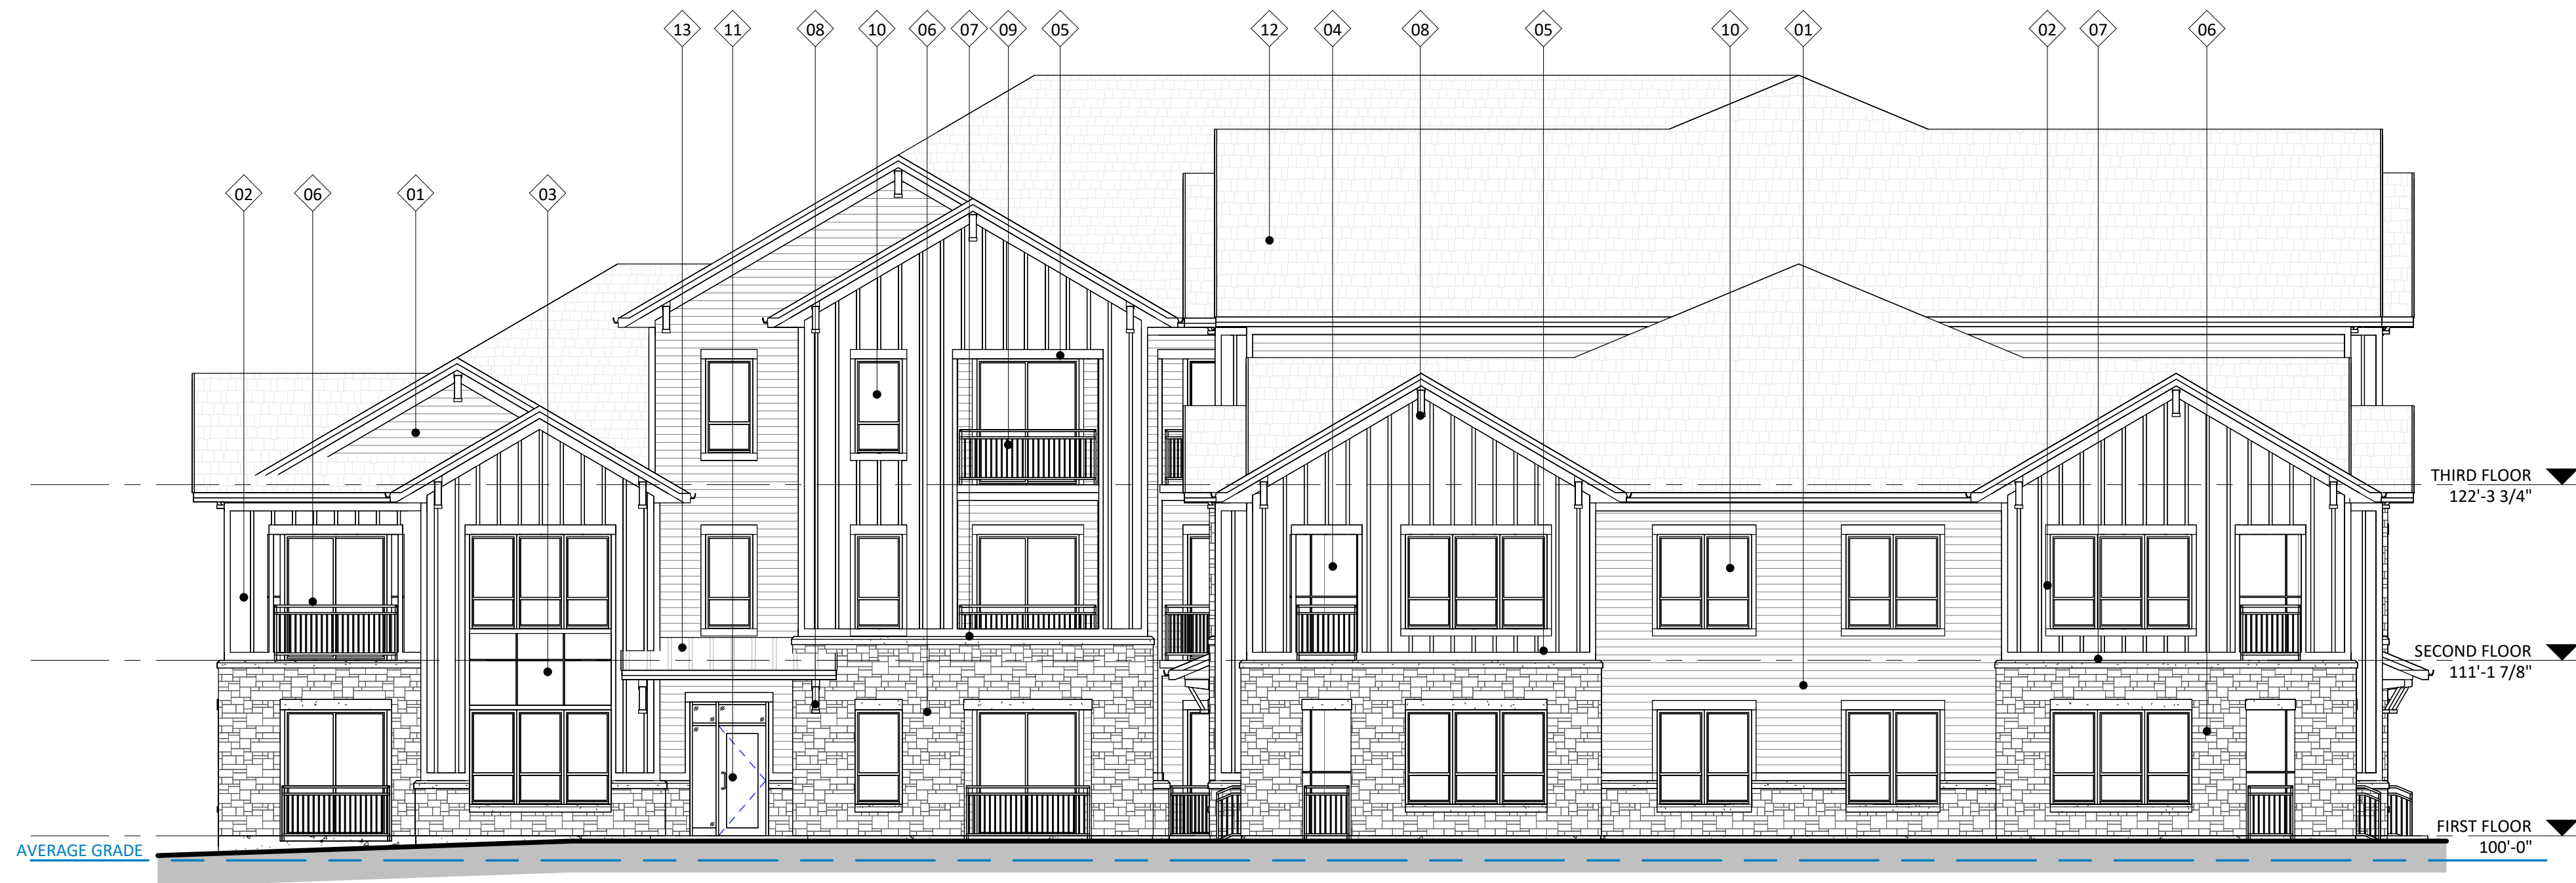 13 11 08 10 06 07 09 05 12 04 08 05 10 01 02 07 06
02 06 01 03
THIRD FLOOR
122'-3 3/4"
SECOND FLOOR
111'-1 7/8"
FIRST FLOOR
100'-0"
AVERAGE GRADE